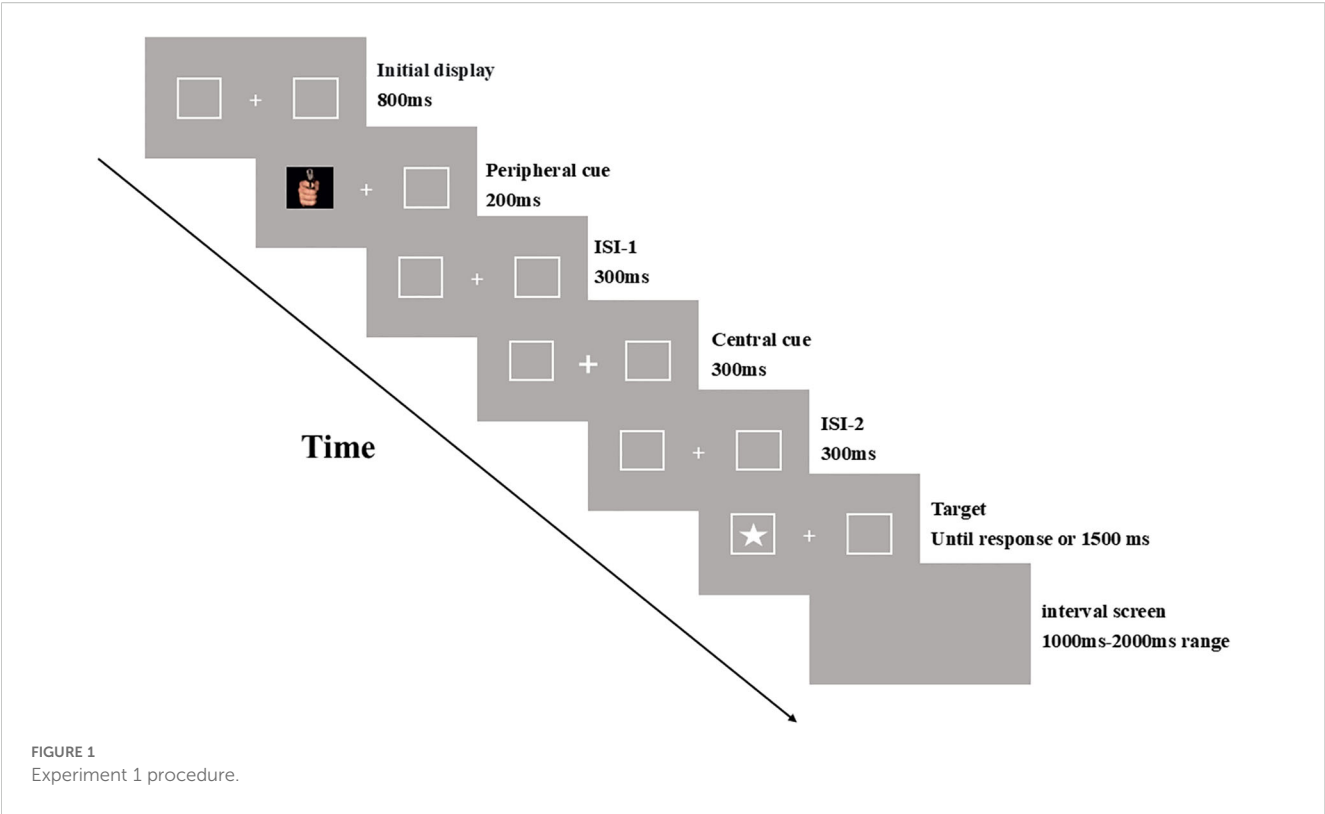 Initial display
800ms
Peripheral cue
200ms
ISI-1
300ms
Central cue
300ms
ISI-2
300ms
Time
Target
Until response or 1500 ms
interval screen
1000ms-2000ms range
FIGURE 1
Experiment 1 procedure.